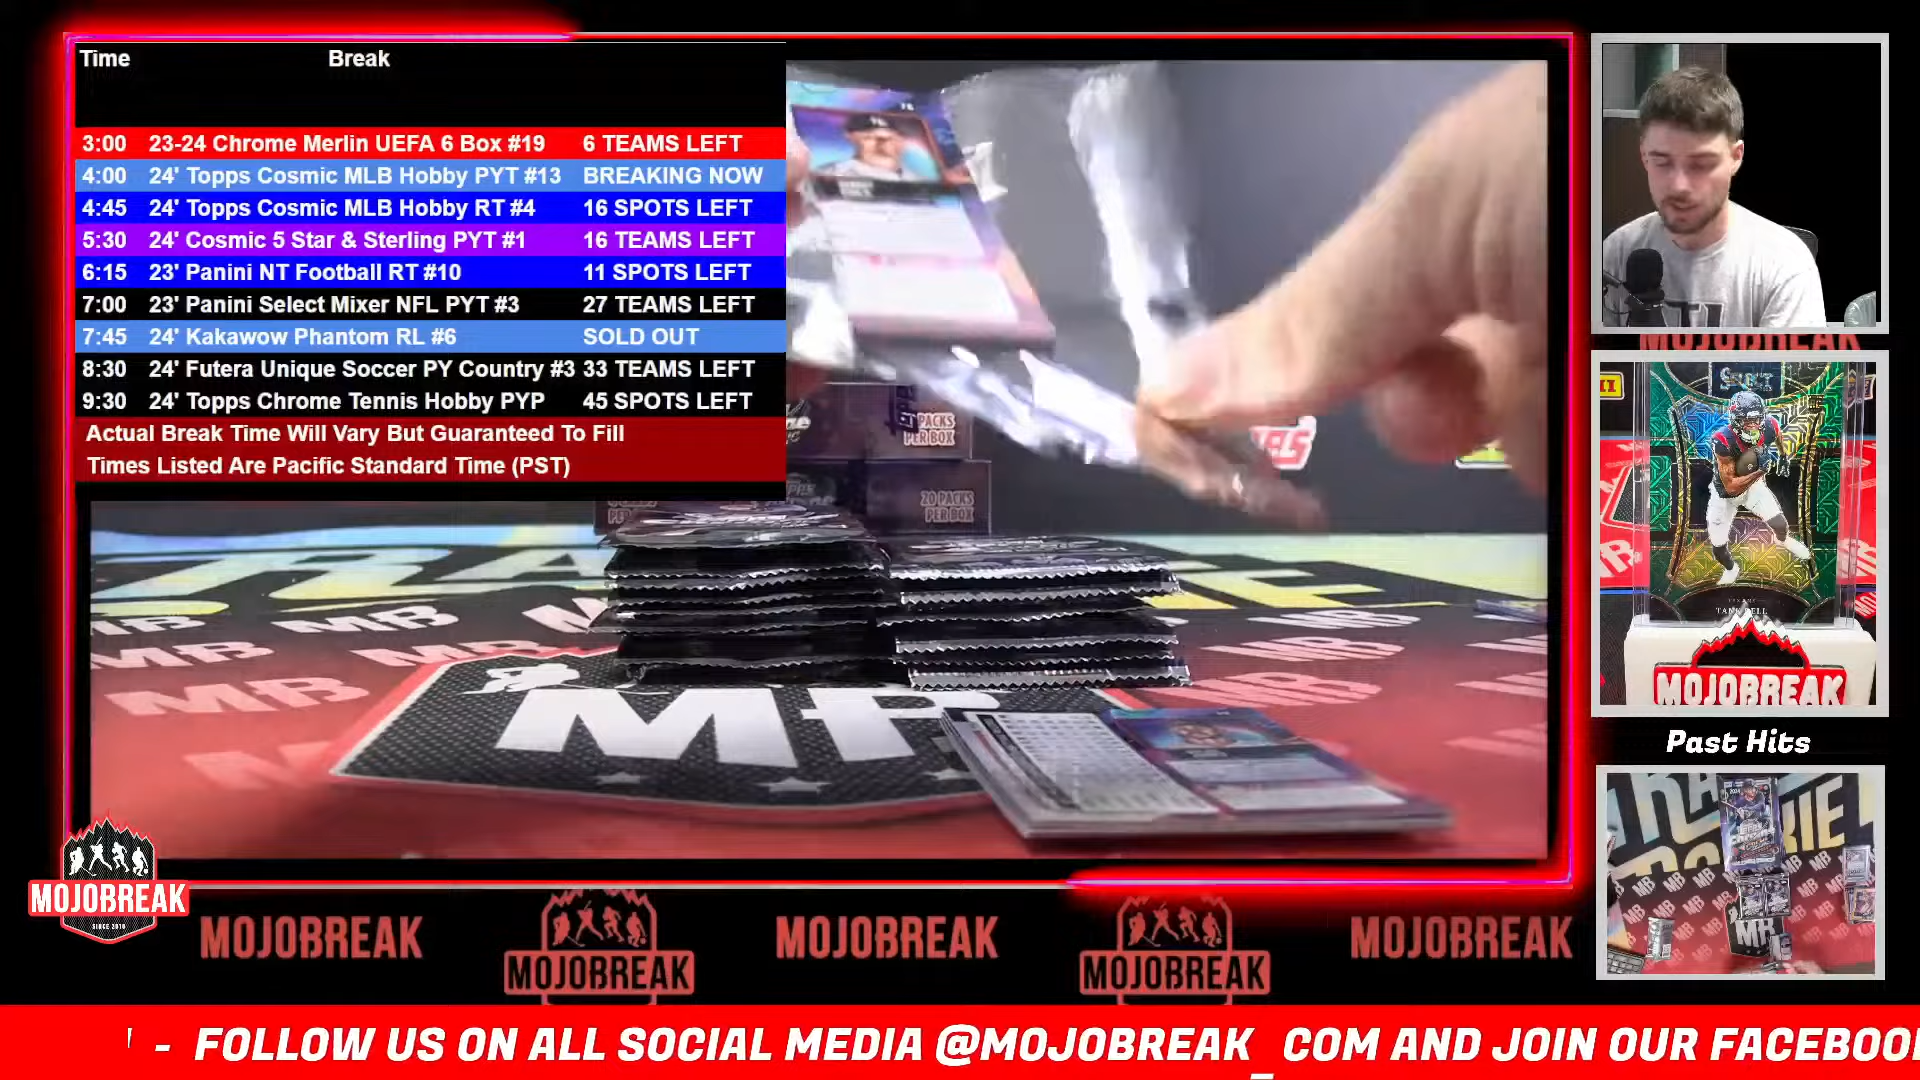 Time Break
3:00 23-24 Chrome Merlin UEFA 6 Box #19 6 TEAMS LEFT
4:00 24' Topps Cosmic MLB Hobby PYT #13 BREAKING NOW
4:45 24' Topps Cosmic MLB Hobby RT #4 16 SPOTS LEFT
5:30 24' Cosmic 5 Star & Sterling PYT #1 16 TEAMS LEFT
6:15 23' Panini NT Football RT #10 11 SPOTS LEFT
7:00 23' Panini Select Mixer NFL PYT #3 27 TEAMS LEFT
7:45 24' Kakawow Phantom RL #6 SOLD OUT
8:30 24' Futera Unique Soccer PY Country #3 33 TEAMS LEFT
9:30 24' Topps Chrome Tennis Hobby PYP 45 SPOTS LEFT
Actual Break Time Will Vary But Guaranteed To Fill
Times Listed Are Pacific Standard Time (PST)
PACKS
PER BOX
20 PACKS
PER BOX
MB
MOJOBREAK
Past Hits
MOJOBREAK
SINCE 2010
MOJOBREAK
MOJOBREAK
MOJOBREAK
MOJOBREAK
MOJOBREAK
- FOLLOW US ON ALL SOCIAL MEDIA @MOJOBREAK_COM AND JOIN OUR FACEBOO